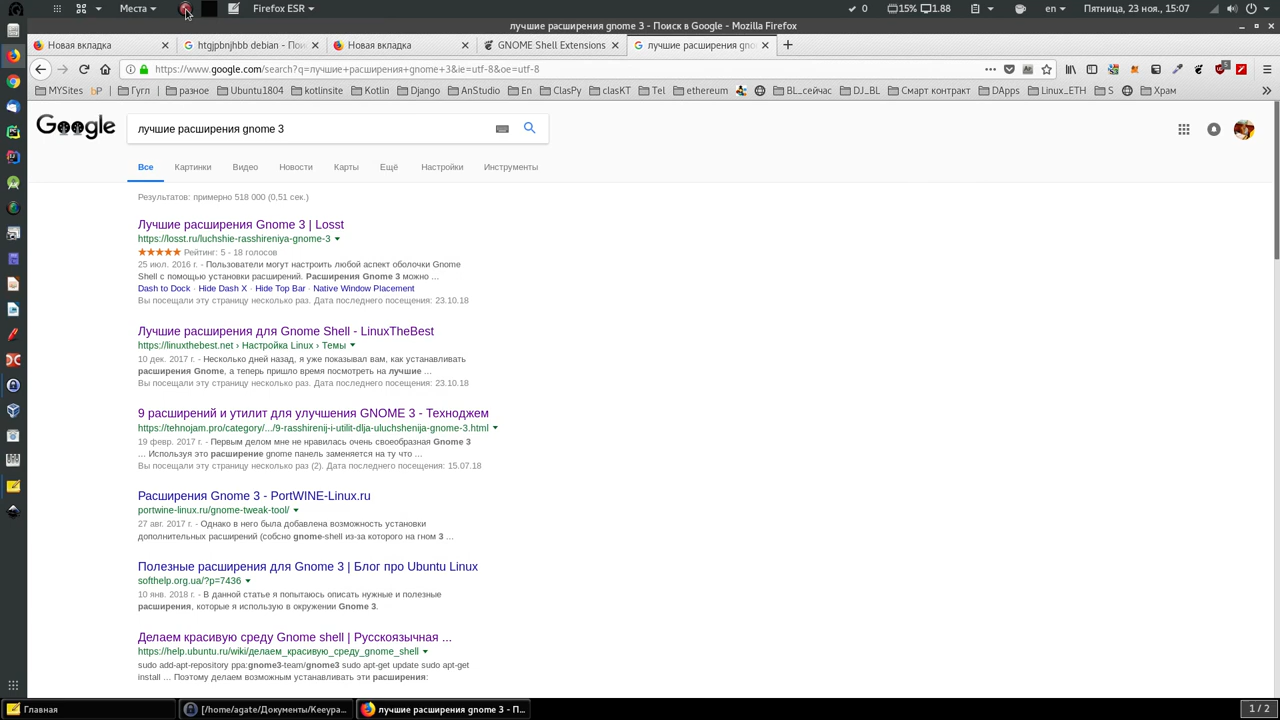 Места
Firefox ESR
0
15%
1.88
en
Пятница, 23 ноя, 15:07
лучшие расширения gnome 3 - Поиск в Google - Mozilla Firefox
Новая вкладка
htgjpbnjhbb debian - Пои
Новая вкладка
GNOME Shell Extensions
лучшие расширения gno
https://www.google.com/search?q=лучшие+расширения+gnome+3&ie=utf-8&oe=utf-8
5
MYSites
bP
Гугл
разное
Ubuntu1804
kotlinsite
Kotlin
Django
AnStudio
En
ClasPy
clasKT
Tel
ethereum
BL_сейчас
DJ_BL
Смарт контракт
DApps
Linux_ETH
S
Храм
Google
лучшие расширения gnome 3
Все
Картинки
Видео
Новости
Карты
Ещё
Настройки
Инструменты
Результатов: примерно 518 000 (0,51 сек.)
Лучшие расширения Gnome 3 | Losst
https://losst.ru/luchshie-rasshireniya-gnome-3
★★★★★ Рейтинг: 5 - 18 голосов
25 июл. 2016 г. - Пользователи могут настроить любой аспект оболочки Gnome
Shell с помощью установки расширений. Расширения Gnome 3 можно ...
Dash to Dock · Hide Dash X · Hide Top Bar · Native Window Placement
Вы посещали эту страницу несколько раз. Дата последнего посещения: 23.10.18
Лучшие расширения для Gnome Shell - LinuxTheBest
https://linuxthebest.net › Настройка Linux › Темы
10 дек. 2017 г. - Несколько дней назад, я уже показывал вам, как устанавливать
расширения Gnome, а теперь пришло время посмотреть на лучшие ...
Вы посещали эту страницу несколько раз. Дата последнего посещения: 23.10.18
9 расширений и утилит для улучшения GNOME 3 - Техноджем
https://tehnojam.pro/category/.../9-rasshirenij-i-utilit-dlja-uluchshenija-gnome-3.html
19 февр. 2017 г. - Первым делом мне не нравилась очень своеобразная Gnome 3
... Используя это расширение gnome панель заменяется на ту что ...
Вы посещали эту страницу несколько раз (2). Дата последнего посещения: 15.07.18
Расширения Gnome 3 - PortWINE-Linux.ru
portwine-linux.ru/gnome-tweak-tool/
27 авг. 2017 г. - Однако в него была добавлена возможность установки
дополнительных расширений (собсно gnome-shell из-за которого на гном 3 ...
Полезные расширения для Gnome 3 | Блог про Ubuntu Linux
softhelp.org.ua/?p=7436
10 янв. 2018 г. - В данной статье я попытаюсь описать нужные и полезные
расширения, которые я использую в окружении Gnome 3.
Делаем красивую среду Gnome shell | Русскоязычная ...
https://help.ubuntu.ru/wiki/делаем_красивую_среду_gnome_shell
sudo add-apt-repository ppa:gnome3-team/gnome3 sudo apt-get update sudo apt-get
install ... Поэтому делаем возможным устанавливать эти расширения:
Главная
[/home/agate/Документы/Кееура...
лучшие расширения gnome 3 - П...
1 / 2